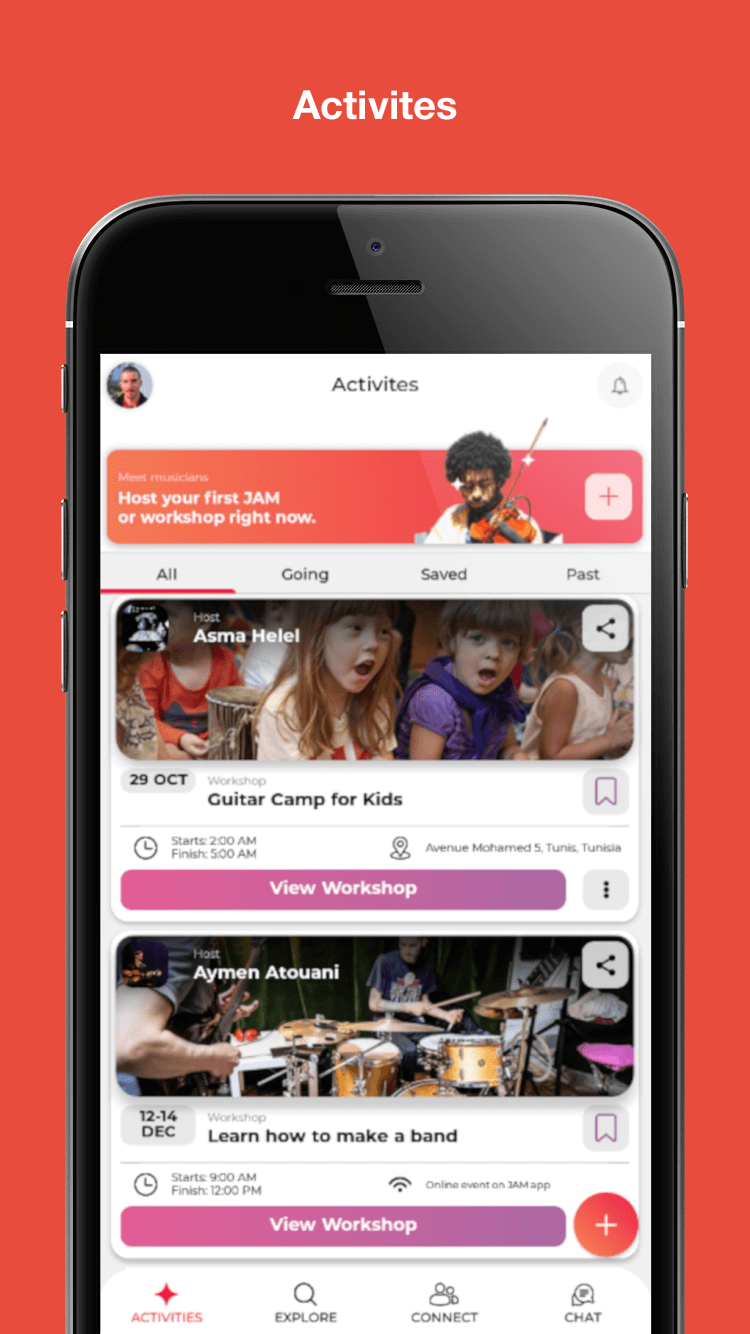 Activites
Activites
Meet musicians
Host your first JAM
or workshop right now.
All
Going
Saved
Past
Host
Asma Helel
29 OCT
Workshop
Guitar Camp for Kids
Starts: 2:00 AM
Finish: 5:00 AM
Avenue Mohamed 5, Tunis, Tunisia
View Workshop
Host
Aymen Atouani
12-14
DEC
Workshop
Learn how to make a band
Starts: 9:00 AM
Finish: 12:00 PM
Online event on JAM app
View Workshop
ACTIVITIES
EXPLORE
CONNECT
CHAT